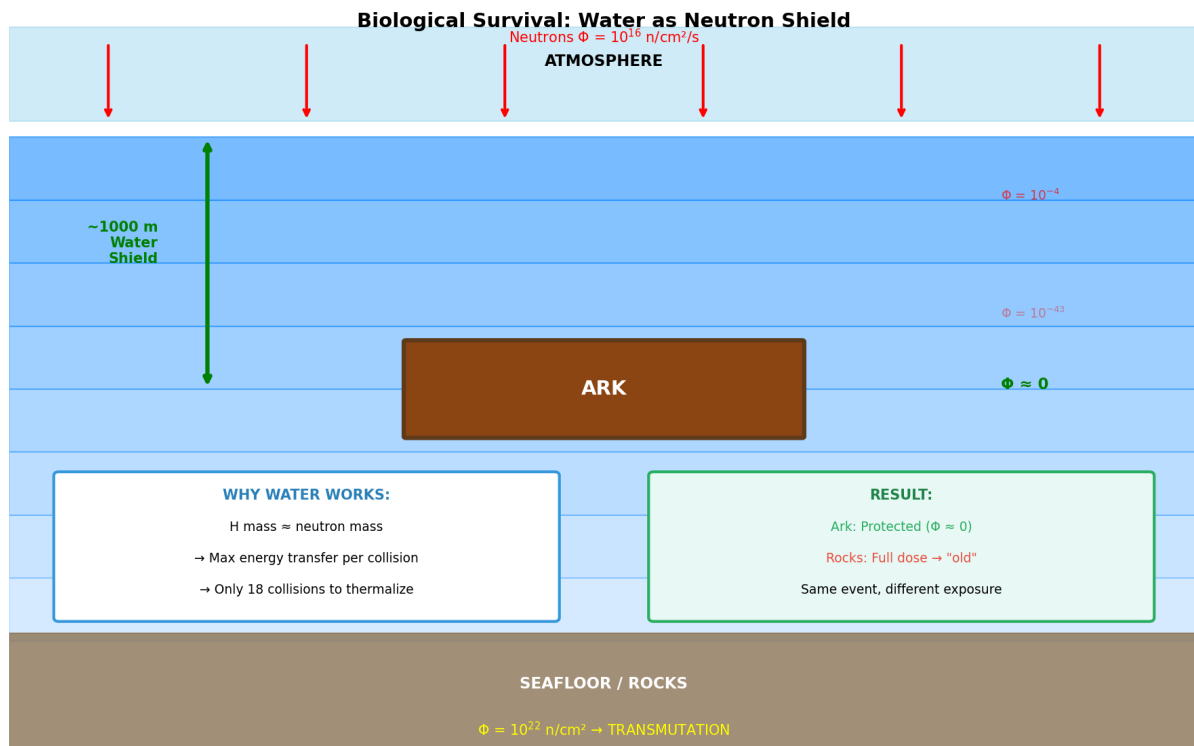 Biological Survival: Water as Neutron Shield
Neutrons Φ = 10¹⁶ n/cm²/s
ATMOSPHERE
Φ = 10⁻⁴
~1000 m
Water
Shield
Φ = 10⁻⁴³
ARK
Φ ≈ 0
WHY WATER WORKS:
H mass ≈ neutron mass
→ Max energy transfer per collision
→ Only 18 collisions to thermalize
RESULT:
Ark: Protected (Φ ≈ 0)
Rocks: Full dose → "old"
Same event, different exposure
SEAFLOOR / ROCKS
Φ = 10²² n/cm² → TRANSMUTATION